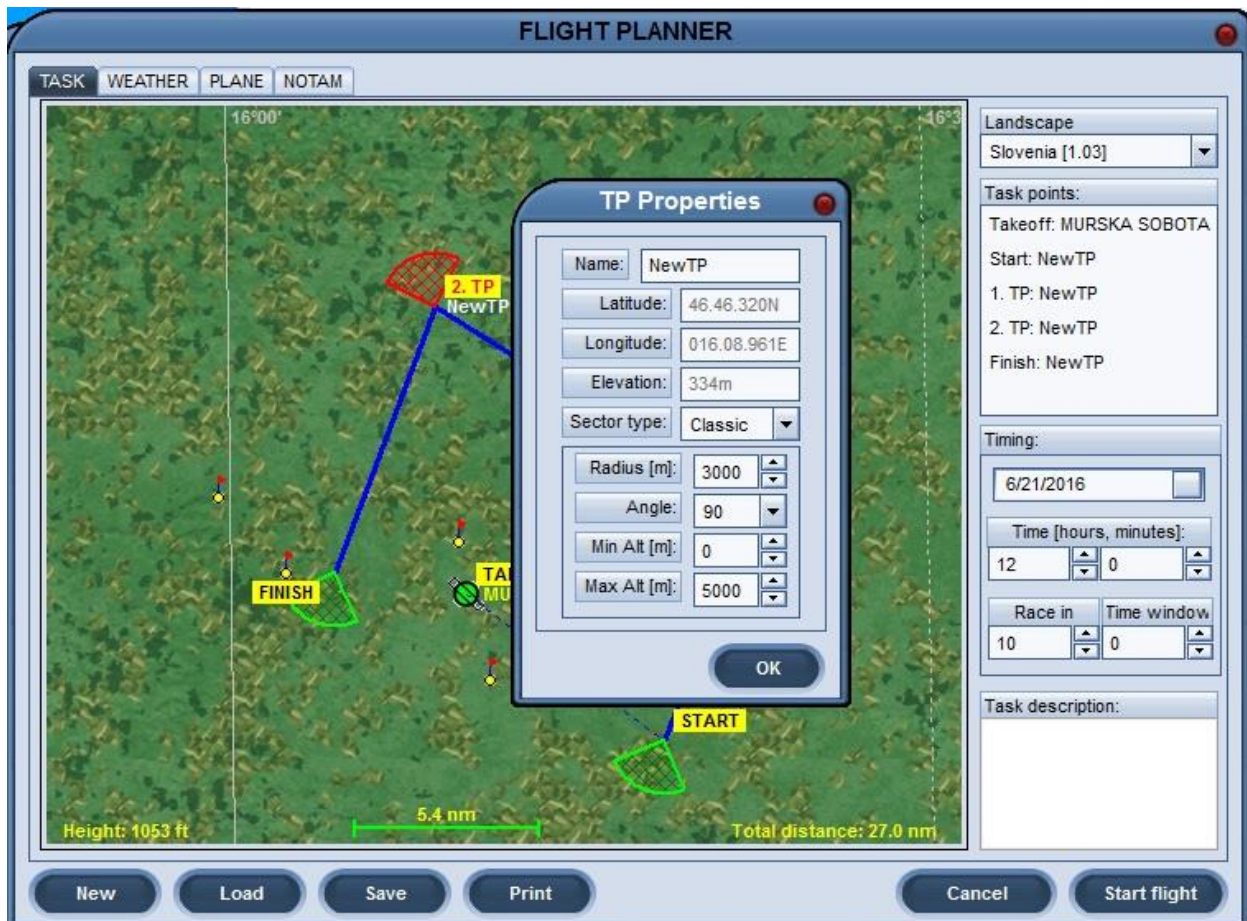 FLIGHT PLANNER
TASK
WEATHER
PLANE
NOTAM
16°00'
16°3
2. TP
NewTP
FINISH
TA
MU
START
5.4 nm
Height: 1053 ft
Total distance: 27.0 nm
TP Properties
Name: NewTP
Latitude: 46.46.320N
Longitude: 016.08.961E
Elevation: 334m
Sector type: Classic
Radius [m]: 3000
Angle: 90
Min Alt [m]: 0
Max Alt [m]: 5000
OK
Landscape
Slovenia [1.03]
Task points:
Takeoff: MURSKA SOBOTA
Start: NewTP
1. TP: NewTP
2. TP: NewTP
Finish: NewTP
Timing:
6/21/2016
Time [hours, minutes]:
12 0
Race in Time window
10 0
Task description:
New Load Save Print Cancel Start flight